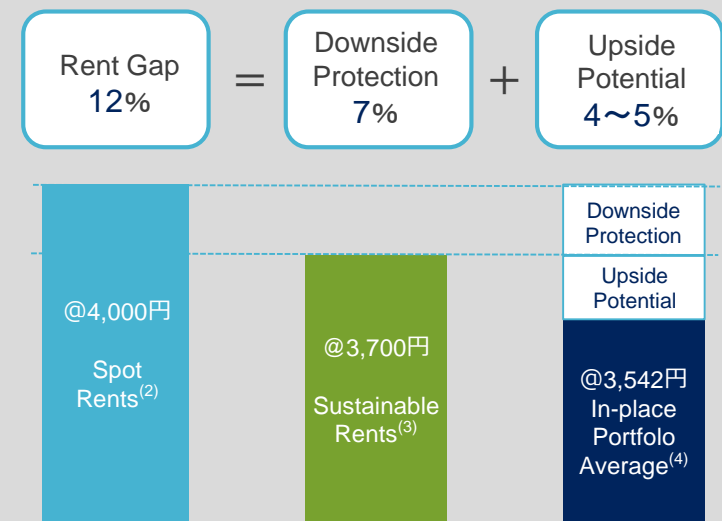 Rent Gap
12%
=
Downside
Protection
7%
+
Upside
Potential
4～5%
@4,000円
Spot
Rents(2)
@3,700円
Sustainable
Rents(3)
Downside
Protection
Upside
Potential
@3,542円
In-place
Portfolo
Average(4)